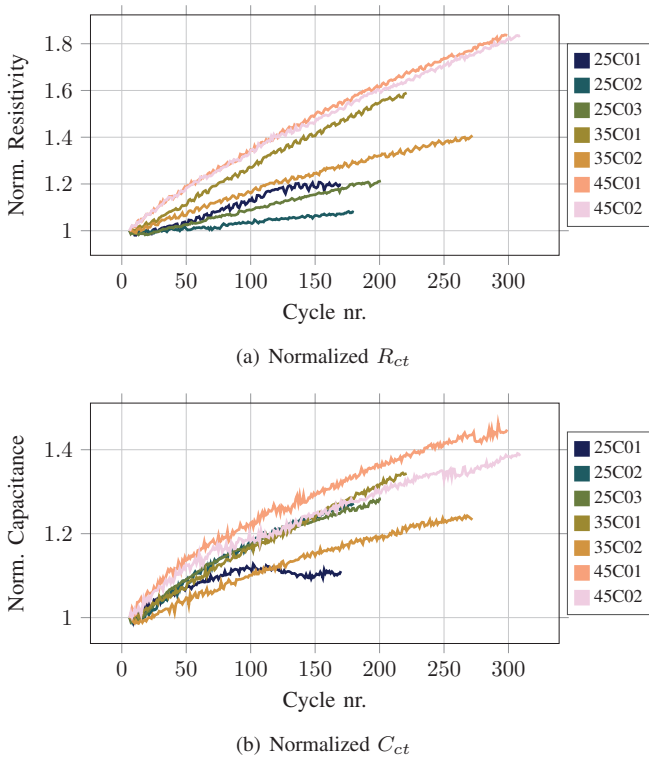 1.8
1.6
1.4
1.2
1
Norm. Resistivity
0 50 100 150 200 250 300
Cycle nr.
25C01
25C02
25C03
35C01
35C02
45C01
45C02
(a) Normalized R_ct
1.4
1.2
1
Norm. Capacitance
0 50 100 150 200 250 300
Cycle nr.
25C01
25C02
25C03
35C01
35C02
45C01
45C02
(b) Normalized C_ct